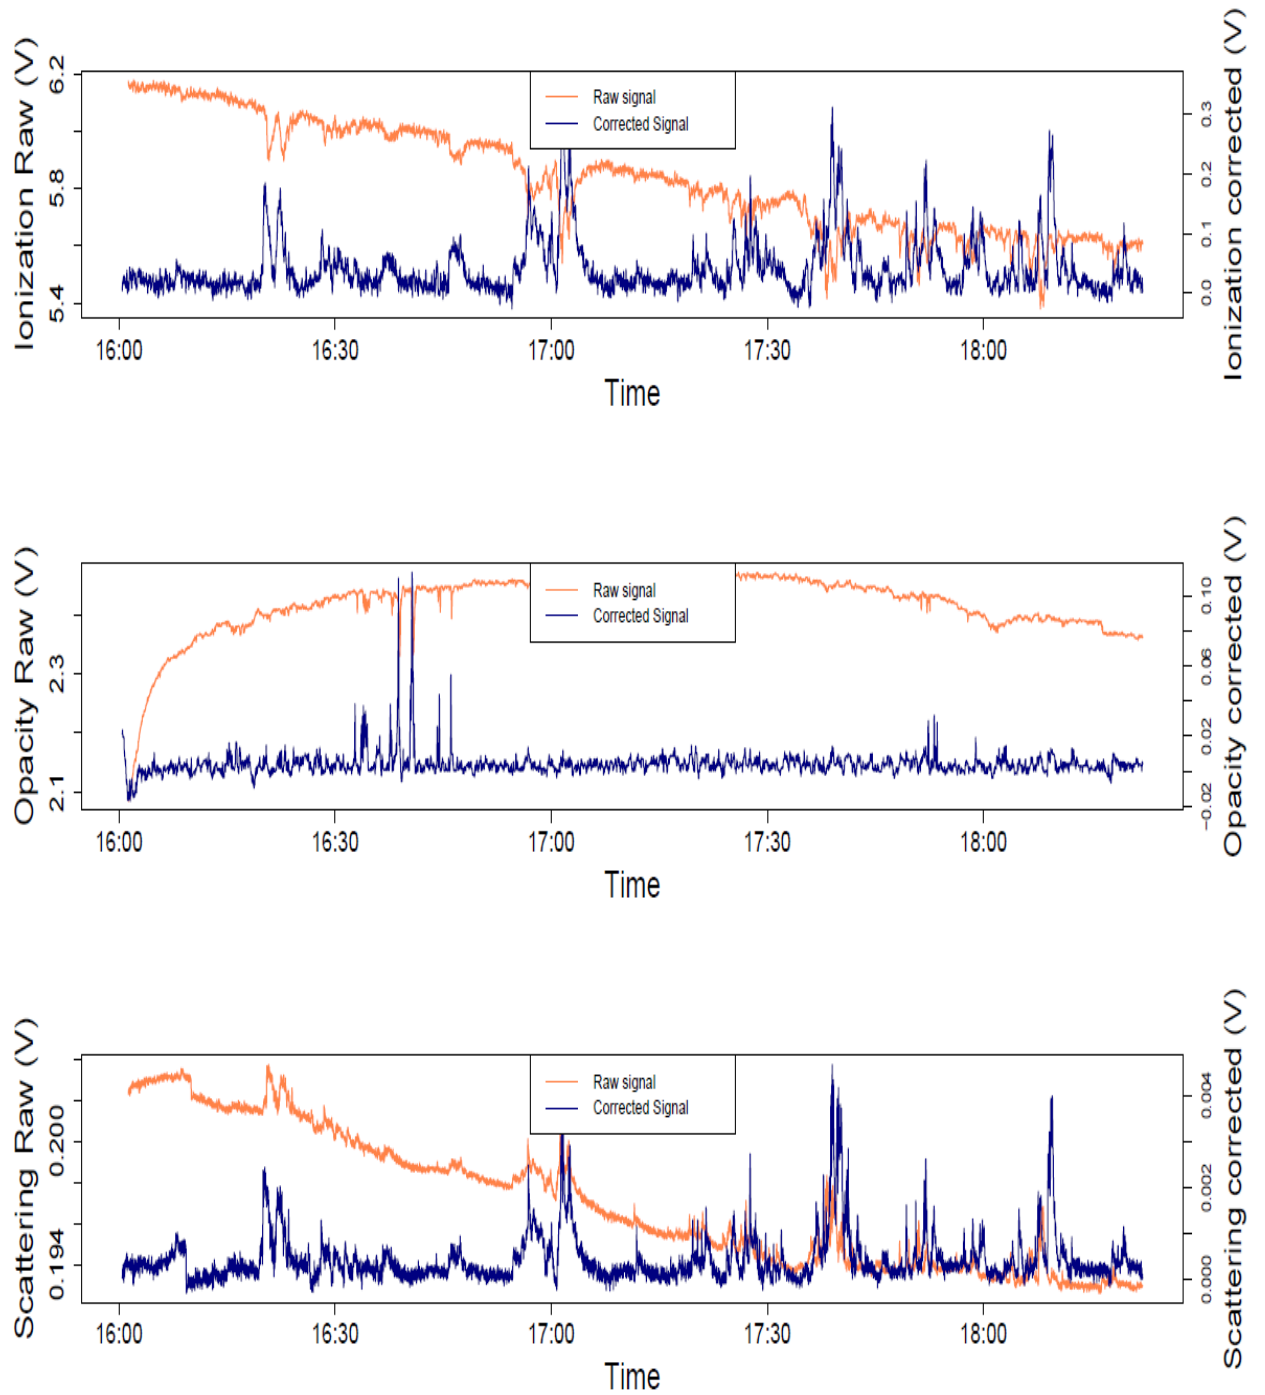 Ionization Raw (V)
6.2
5.8
5.4
Raw signal
Corrected Signal
0.3
0.2
0.1
0.0
Ionization corrected (V)
16:00
16:30
17:00
17:30
18:00
Time
Opacity Raw (V)
2.3
2.1
Raw signal
Corrected Signal
0.10
0.06
0.02
−0.02
Opacity corrected (V)
16:00
16:30
17:00
17:30
18:00
Time
Scattering Raw (V)
0.200
0.194
Raw signal
Corrected Signal
0.004
0.002
0.000
Scattering corrected (V)
16:00
16:30
17:00
17:30
18:00
Time